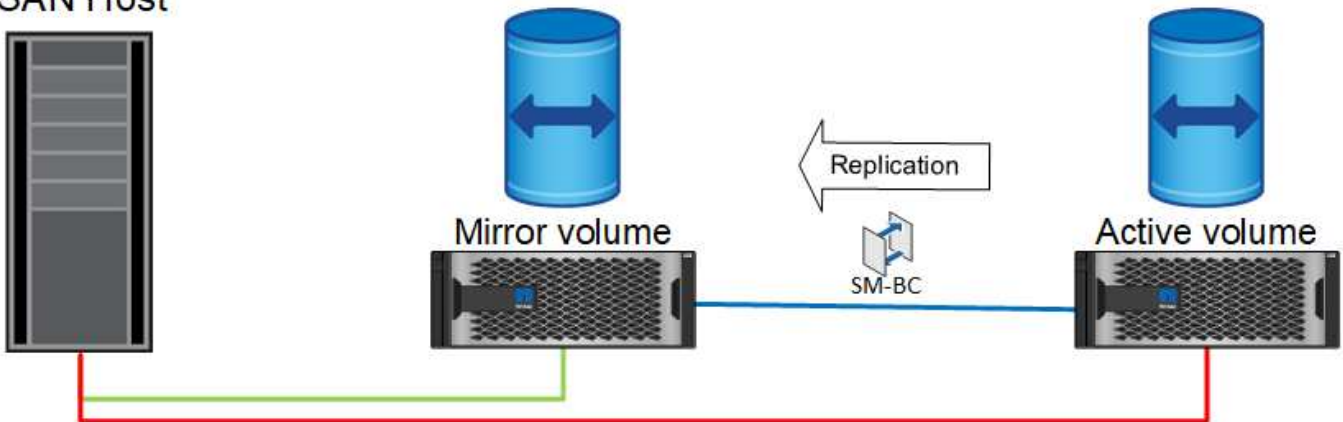 SAN Host
Replication
Mirror volume
Active volume
SM-BC